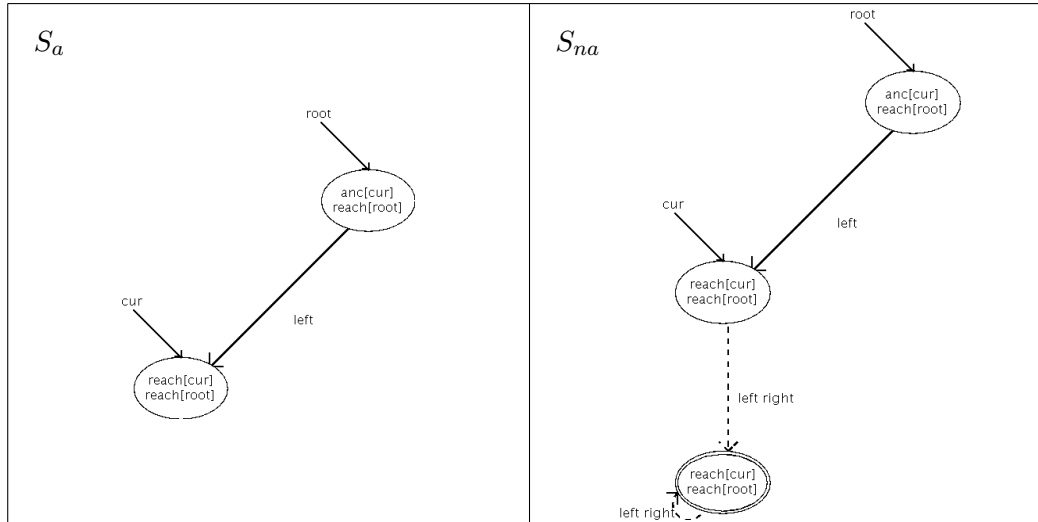 S_a
root
anc[cur]
reach[root]
cur
left
reach[cur]
reach[root]
S_na
root
anc[cur]
reach[root]
cur
left
reach[cur]
reach[root]
left right
reach[cur]
reach[root]
left right